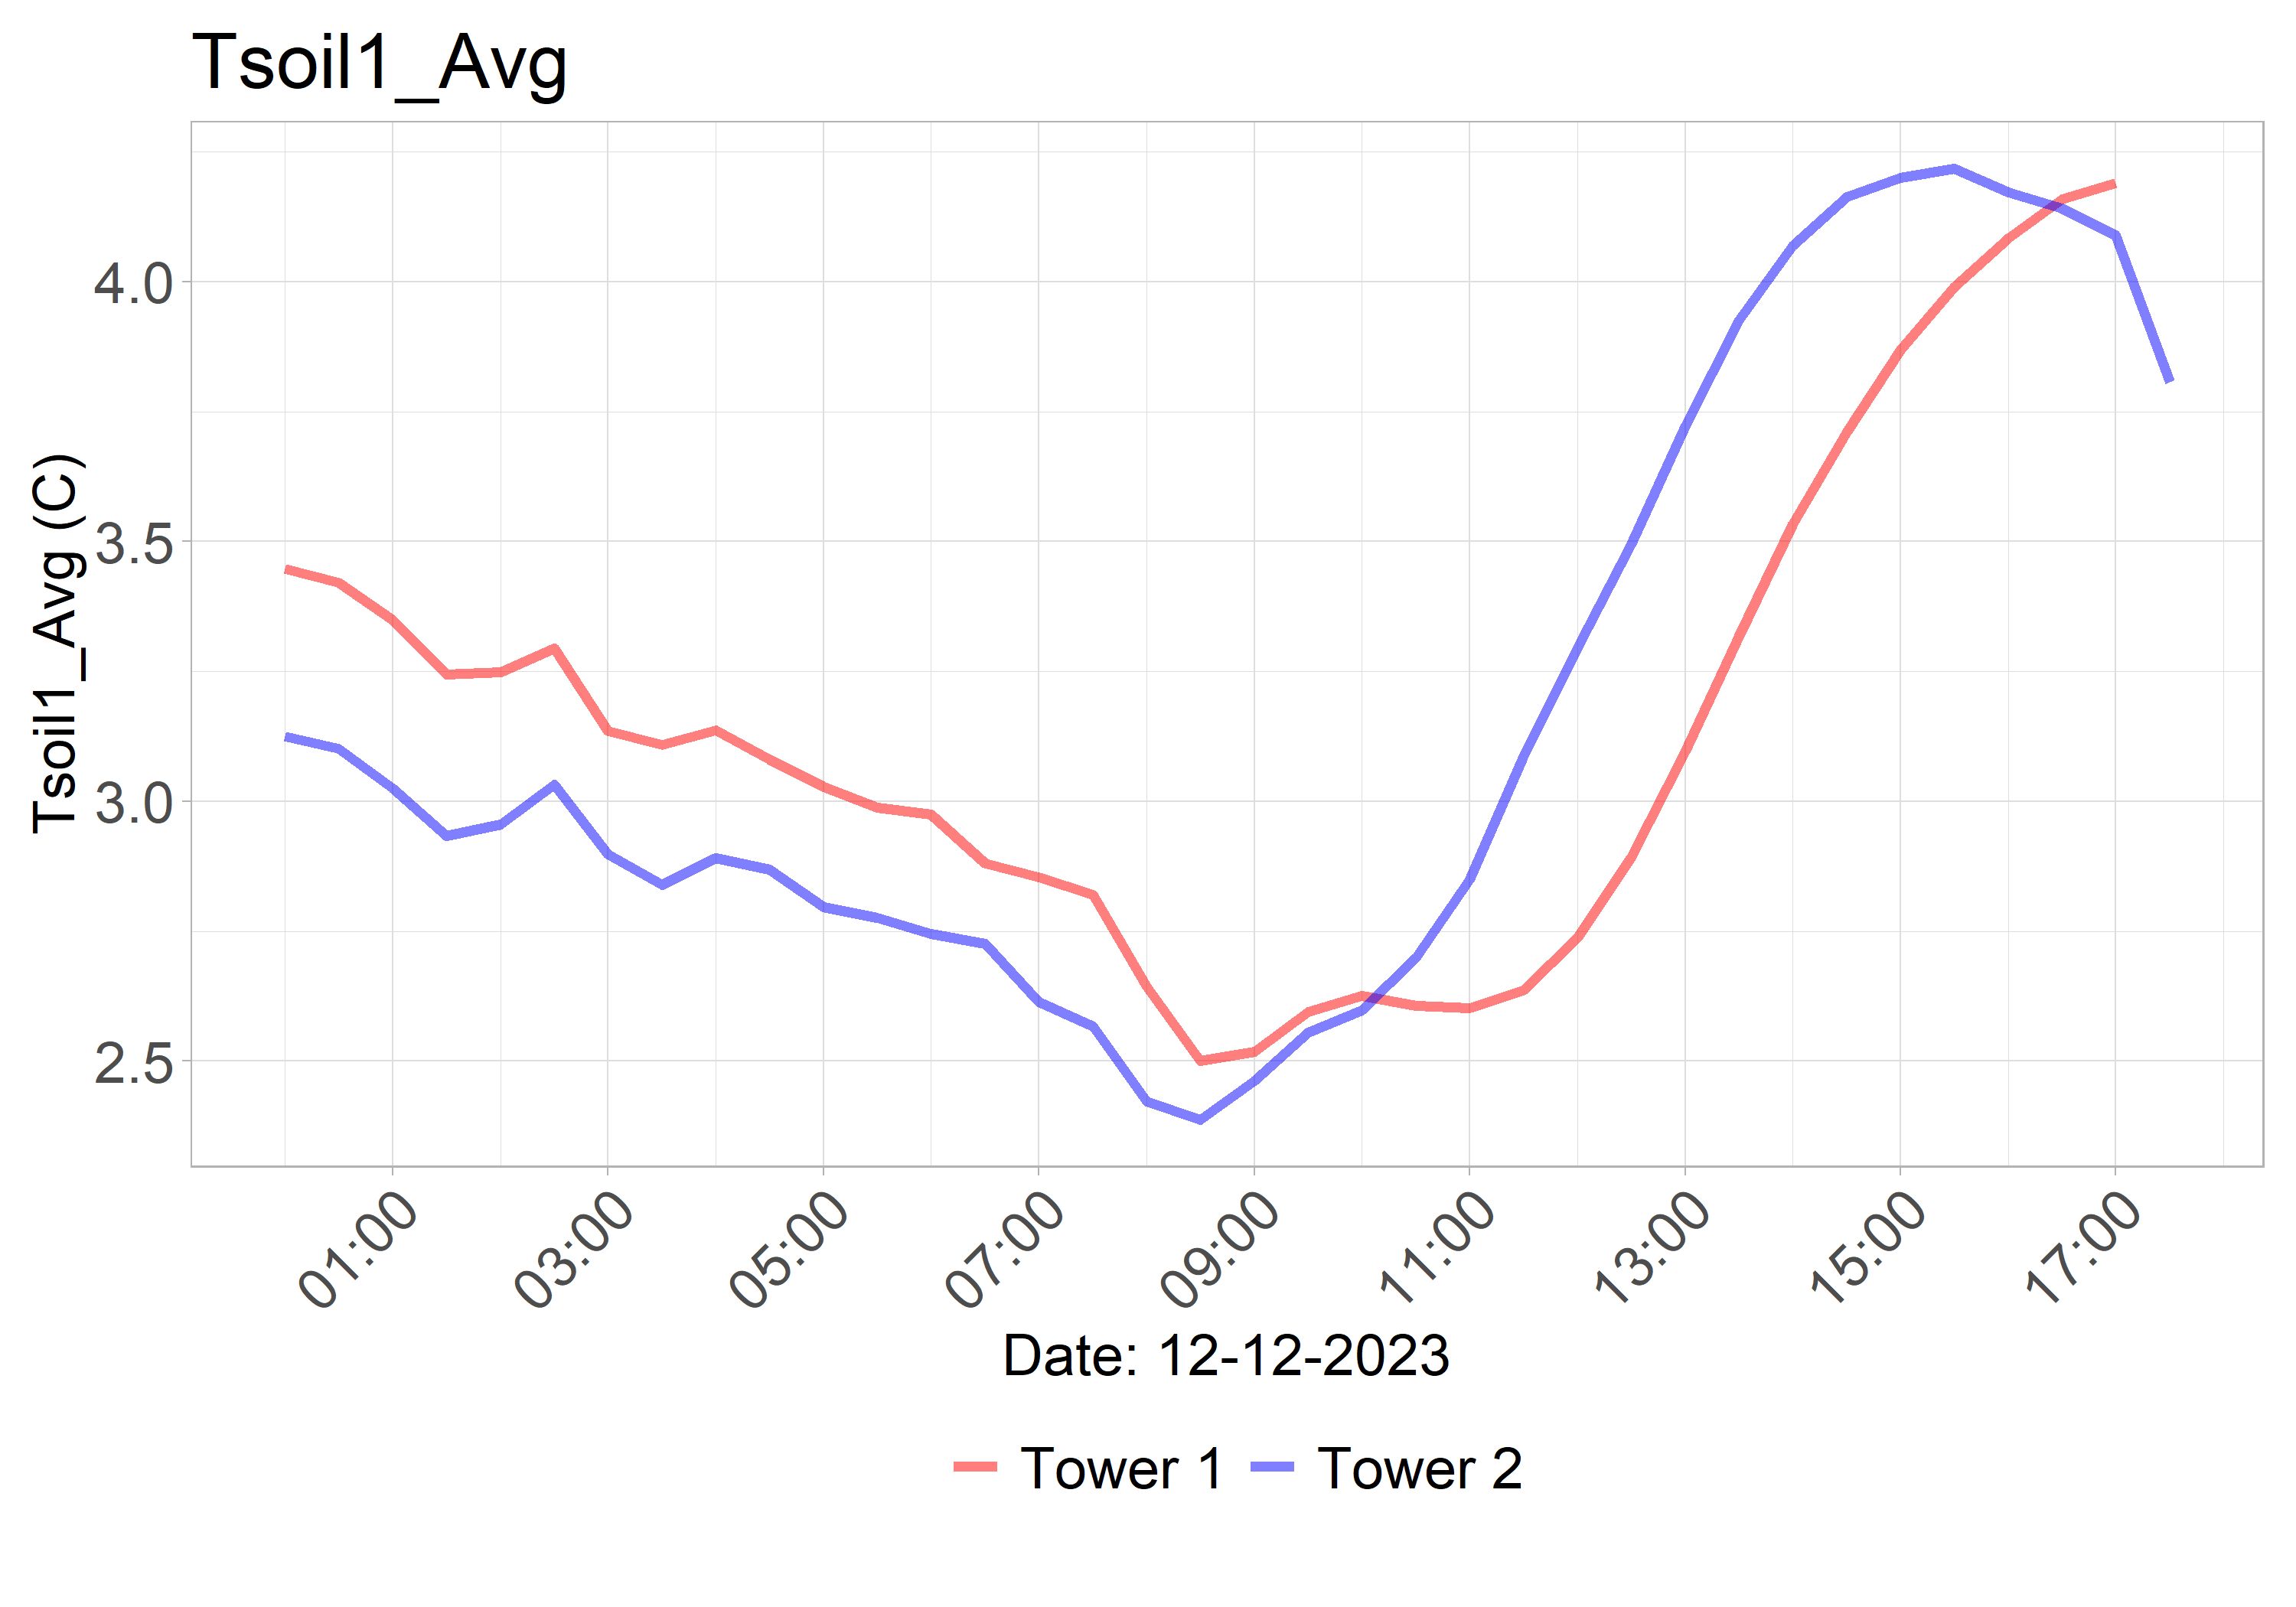 Tsoil1_Avg
Tsoil1_Avg (C)
4.0
3.5
3.0
2.5
01:00 03:00 05:00 07:00 09:00 11:00 13:00 15:00 17:00
Date: 12-12-2023
Tower 1 Tower 2